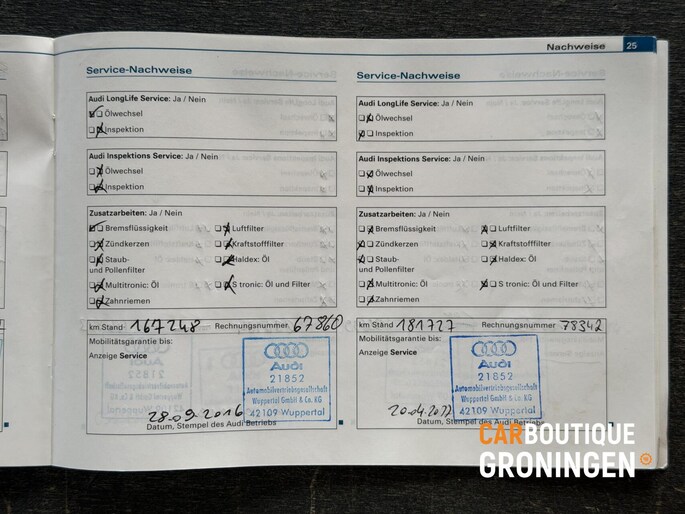 Nachweise 25
Service-Nachweise
Audi LongLife Service: Ja / Nein
Ölwechsel
Inspektion
Audi Inspektions Service: Ja / Nein
Ölwechsel
Inspektion
Zusatzarbeiten: Ja / Nein
Bremsflüssigkeit Luftfilter
Zündkerzen Kraftstofffilter
Staub- Haldex: Öl
und Pollenfilter
Multitronic: Öl S tronic: Öl und Filter
Zahnriemen
km Stand 167248 Rechnungsnummer 67860
Mobilitätsgarantie bis:
Anzeige Service
Audi
21852
Automobilvertriebsgesellschaft
Wuppertal GmbH & Co. KG
42109 Wuppertal
28.09.2016
Datum, Stempel des Audi Betriebs
Service-Nachweise
Audi LongLife Service: Ja / Nein
Ölwechsel
Inspektion
Audi Inspektions Service: Ja / Nein
Ölwechsel
Inspektion
Zusatzarbeiten: Ja / Nein
Bremsflüssigkeit Luftfilter
Zündkerzen Kraftstofffilter
Staub- Haldex: Öl
und Pollenfilter
Multitronic: Öl S tronic: Öl und Filter
Zahnriemen
km Stand 181727 Rechnungsnummer 78342
Mobilitätsgarantie bis:
Anzeige Service
Audi
21852
Automobilvertriebsgesellschaft
Wuppertal GmbH & Co. KG
42109 Wuppertal
Datum, Stempel des Audi Betriebs
CARBOUTIQUE
GRONINGEN